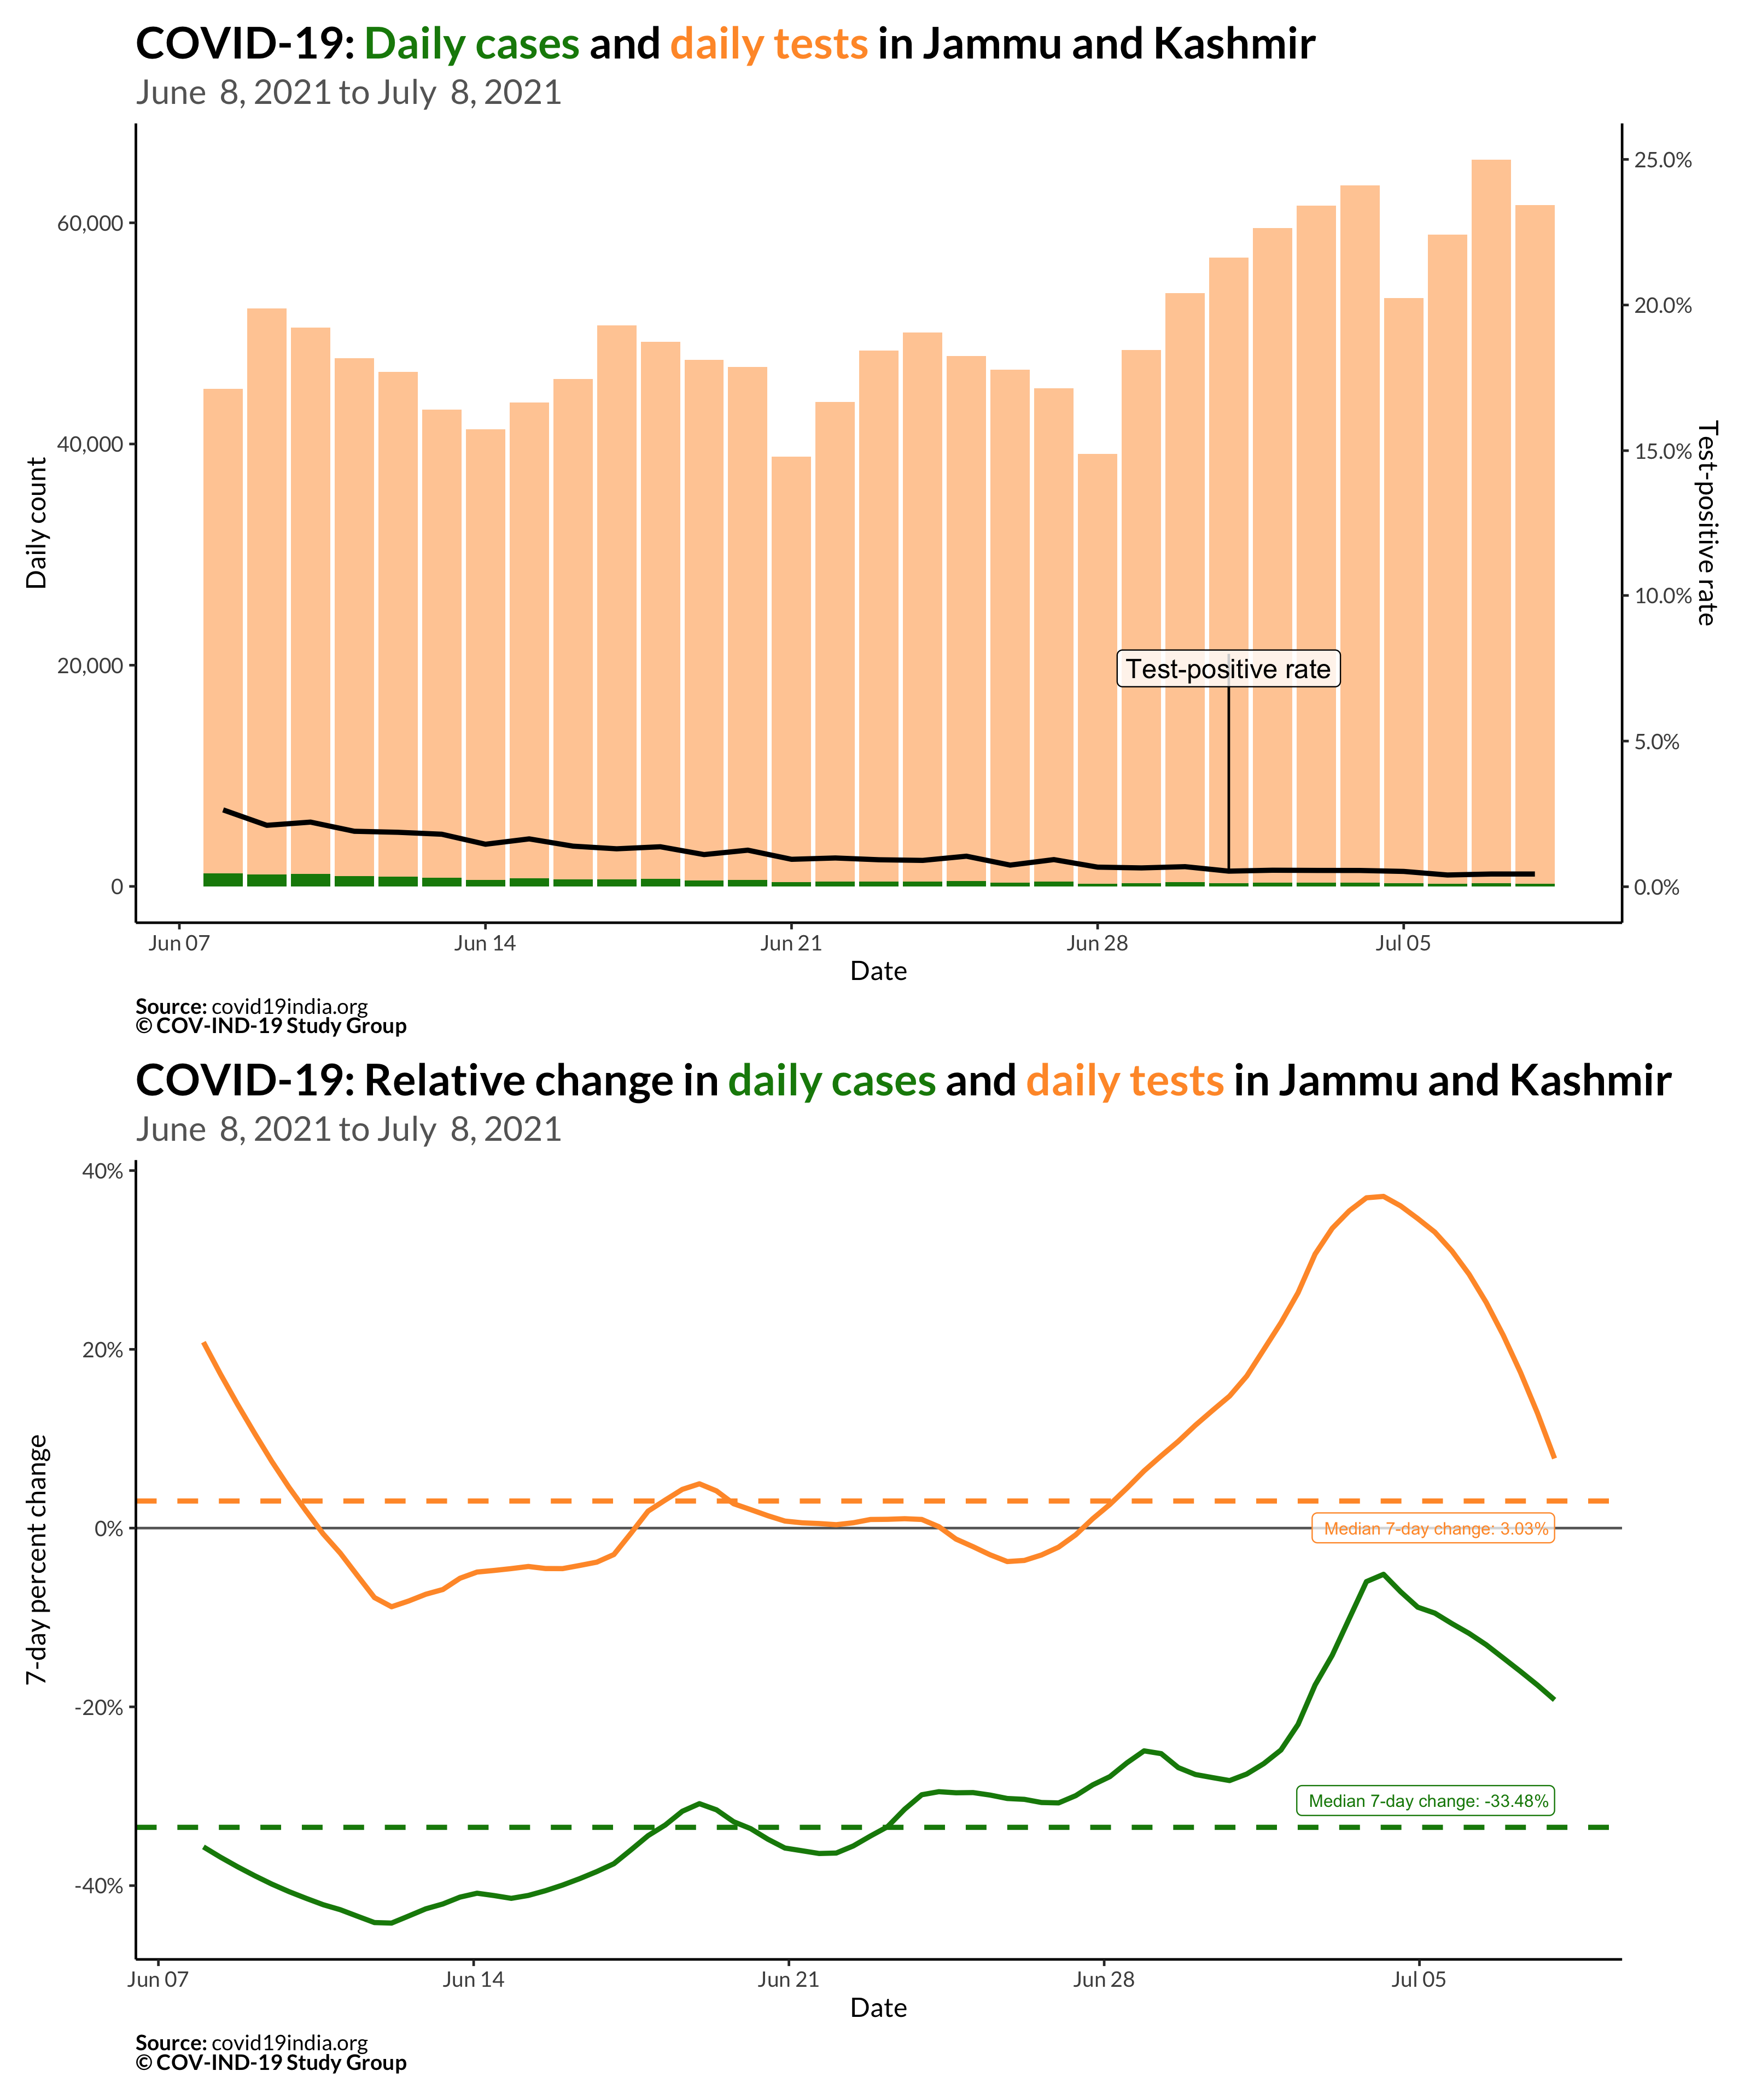 COVID-19: Daily cases and daily tests in Jammu and Kashmir
June 8, 2021 to July 8, 2021
25.0%
60,000
20.0%
40,000
15.0%
Daily count
Test-positive rate
10.0%
20,000
Test-positive rate
5.0%
0
0.0%
Jun 07
Jun 14
Jun 21
Jun 28
Jul 05
Date
Source: covid19india.org
© COV-IND-19 Study Group
COVID-19: Relative change in daily cases and daily tests in Jammu and Kashmir
June 8, 2021 to July 8, 2021
40%
20%
7-day percent change
0%
Median 7-day change: 3.03%
-20%
Median 7-day change: -33.48%
-40%
Jun 07
Jun 14
Jun 21
Jun 28
Jul 05
Date
Source: covid19india.org
© COV-IND-19 Study Group